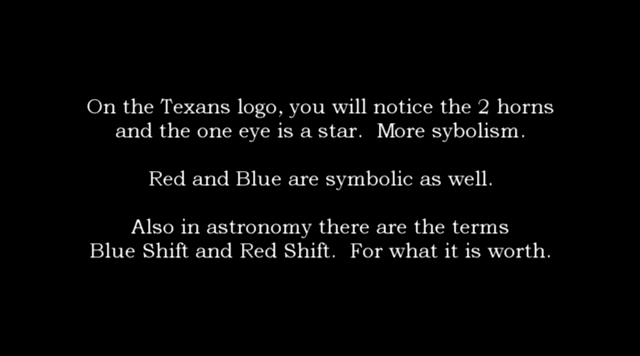 On the Texans logo, you will notice the 2 horns
and the one eye is a star.  More sybolism.
Red and Blue are symbolic as well.
Also in astronomy there are the terms
Blue Shift and Red Shift.  For what it is worth.